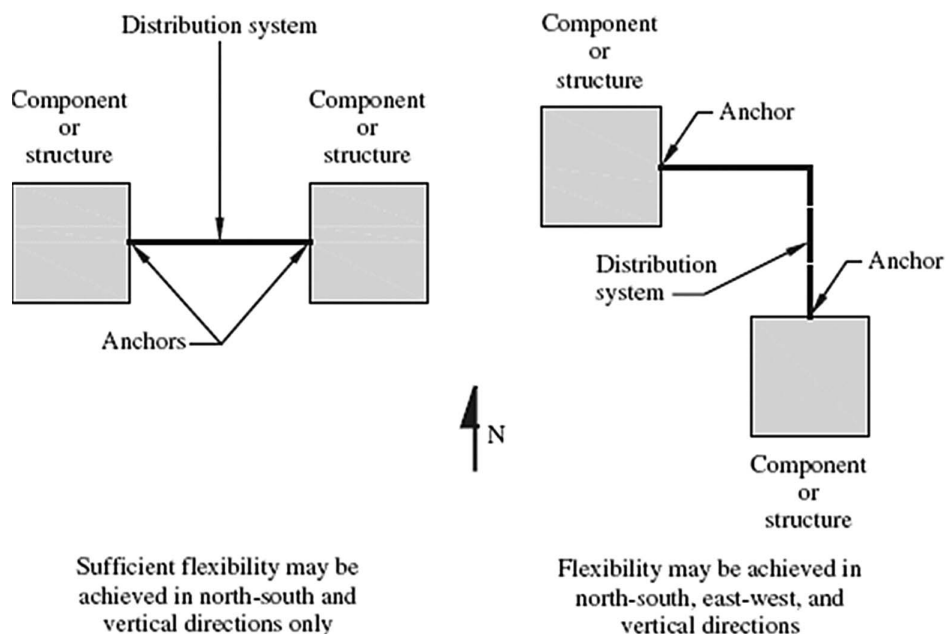 Distribution system
Component
or
structure
Component
or
structure
Anchors
Sufficient flexibility may be
achieved in north-south and
vertical directions only
N
Component
or
structure
Anchor
Distribution
system
Anchor
Component
or
structure
Flexibility may be achieved in
north-south, east-west, and
vertical directions